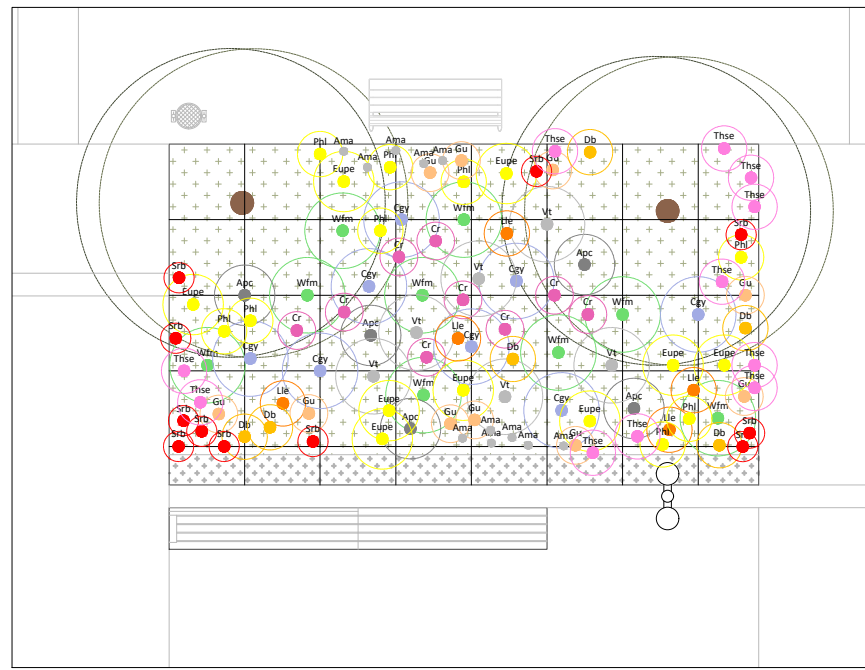 Thse
Db
Thse
Phl
Ama
Ama
Phl
Ama
Gu
Ama
Gu
Phl
Eupe
Srb
Gu
Eupe
Thse
Thse
Cgy
Wfm
Phl
Wfm
Lle
Vt
Srb
Cr
Cr
Phl
Srb
Eupe
Apc
Wfm
Cgy
Wfm
Vt
Cgy
Apc
Cr
Cr
Thse
Gu
Phl
Phl
Cr
Cr
Apc
Vt
Lle
Cr
Cr
Wfm
Cgy
Db
Srb
Wfm
Cgy
Cgy
Vt
Cr
Cgy
Db
Wfm
Vt
Eupe
Eupe
Thse
Thse
Thse
Gu
Lle
Gu
Eupe
Wfm
Eupe
Vt
Lle
Gu
Thse
Srb
Srb
Db
Db
Apc
Gu
Gu
Cgy
Eupe
Apc
Phl
Wfm
Lle
Srb
Srb
Srb
Srb
Eupe
Ama
Ama
Ama
Ama
Ama
Gu
Thse
Thse
Phl
Db
Srb